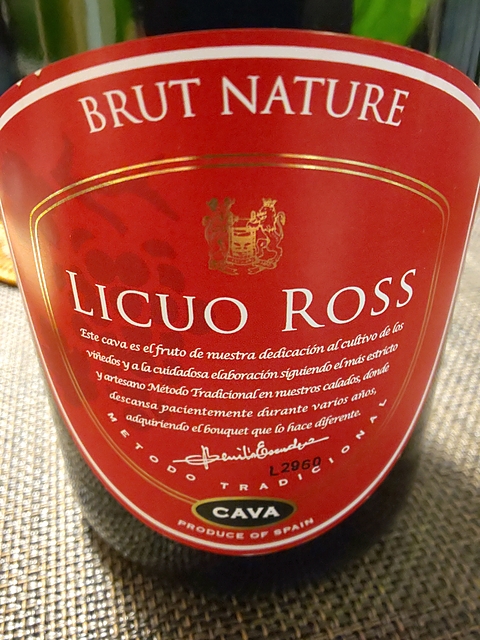 BRUT NATURE
LICUO ROSS
Este cava es el fruto de nuestra dedicación al cultivo de los
viñedos y a la cuidadosa elaboración siguiendo el más estricto
y artesano Método Tradicional en nuestros calados, donde
descansa pacientemente durante varios años,
adquiriendo el bouquet que lo hace diferente.
L2960
METODO TRADICIONAL
CAVA
PRODUCE OF SPAIN